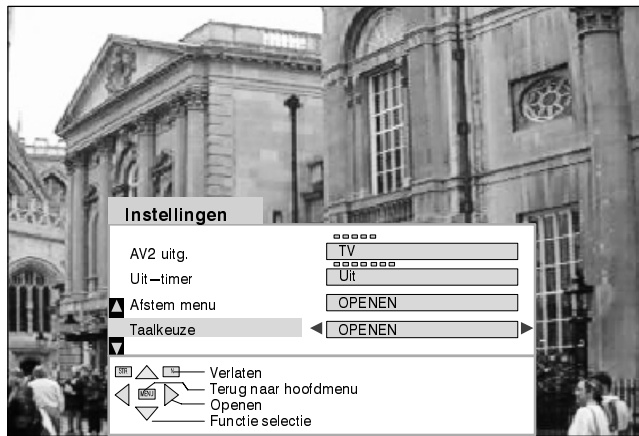 Instellingen
AV2 uitg.
TV
Uit-timer
Uit
Afstem menu
OPENEN
Taalkeuze
OPENEN
STR
N
Verlaten
MENU
Terug naar hoofdmenu
Openen
Functie selectie